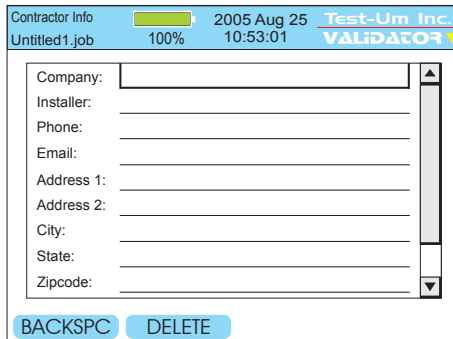 Contractor Info
Untitled1.job
100%
2005 Aug 25
10:53:01
Test-Um Inc.
VALiDATOR
Company:
Installer:
Phone:
Email:
Address 1:
Address 2:
City:
State:
Zipcode:
BACKSPC
DELETE